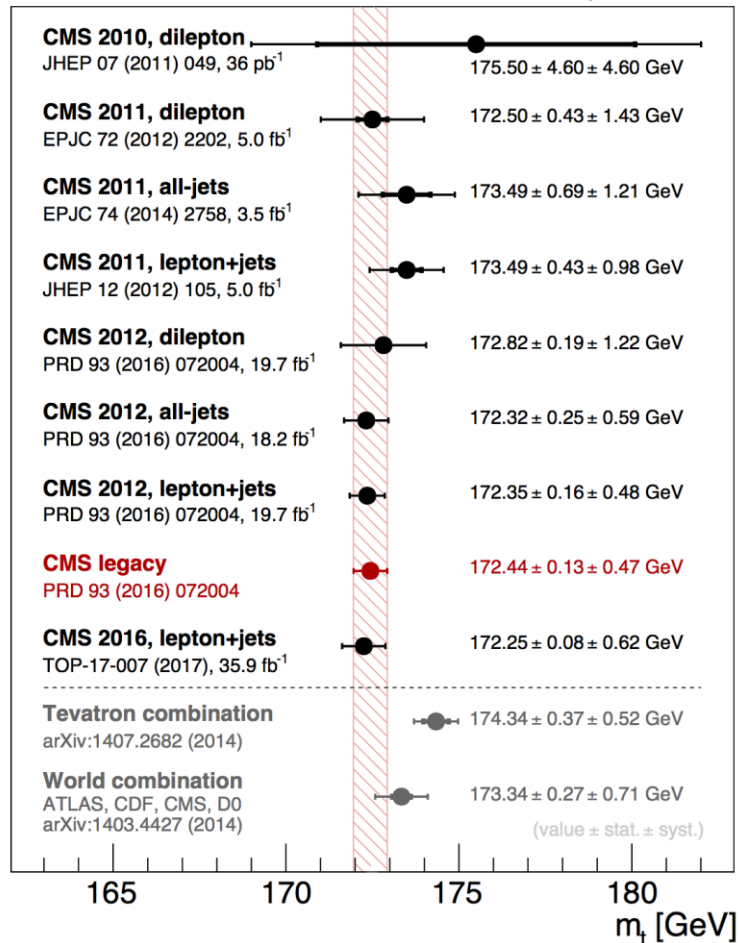 CMS 2010, dilepton
JHEP 07 (2011) 049, 36 pb⁻¹
175.50 ± 4.60 ± 4.60 GeV
CMS 2011, dilepton
172.50 ± 0.43 ± 1.43 GeV
EPJC 72 (2012) 2202, 5.0 fb⁻¹
CMS 2011, all-jets
173.49 ± 0.69 ± 1.21 GeV
EPJC 74 (2014) 2758, 3.5 fb⁻¹
CMS 2011, lepton+jets
173.49 ± 0.43 ± 0.98 GeV
JHEP 12 (2012) 105, 5.0 fb⁻¹
CMS 2012, dilepton
172.82 ± 0.19 ± 1.22 GeV
PRD 93 (2016) 072004, 19.7 fb⁻¹
CMS 2012, all-jets
172.32 ± 0.25 ± 0.59 GeV
PRD 93 (2016) 072004, 18.2 fb⁻¹
CMS 2012, lepton+jets
172.35 ± 0.16 ± 0.48 GeV
PRD 93 (2016) 072004, 19.7 fb⁻¹
CMS legacy
172.44 ± 0.13 ± 0.47 GeV
PRD 93 (2016) 072004
CMS 2016, lepton+jets
172.25 ± 0.08 ± 0.62 GeV
TOP-17-007 (2017), 35.9 fb⁻¹
Tevatron combination
174.34 ± 0.37 ± 0.52 GeV
arXiv:1407.2682 (2014)
World combination
173.34 ± 0.27 ± 0.71 GeV
ATLAS, CDF, CMS, D0
arXiv:1403.4427 (2014)
(value ± stat. ± syst.)
165 170 175 180
mₜ [GeV]